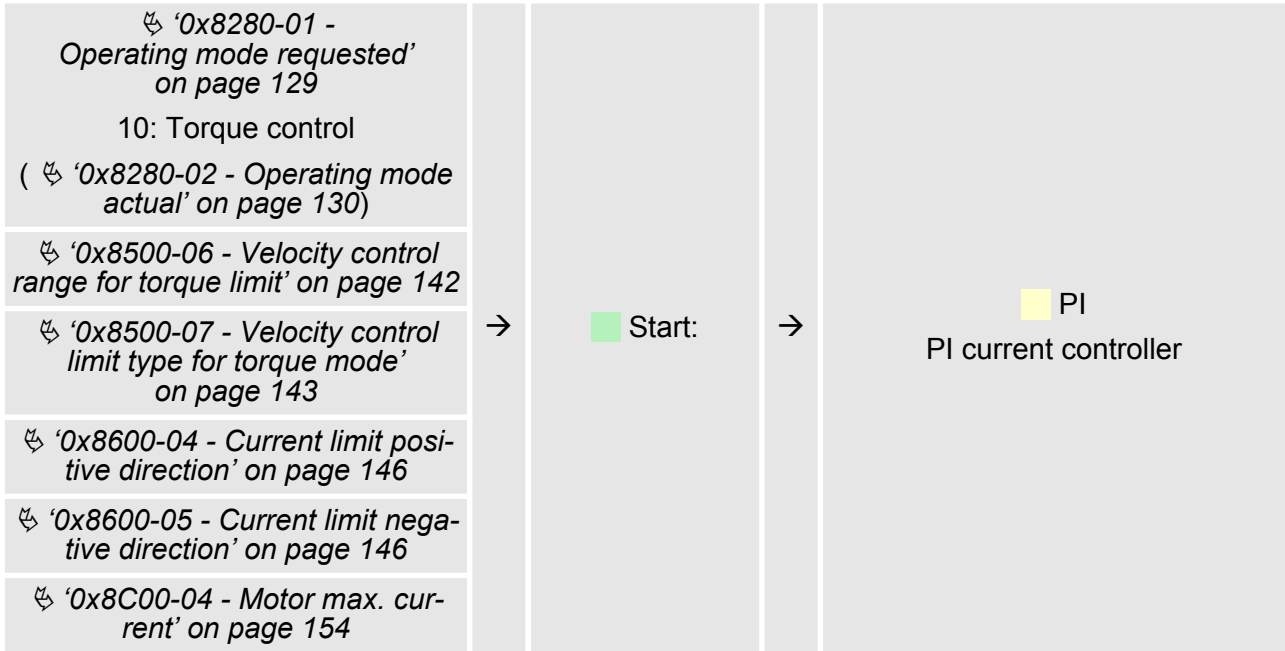 ↳ ‘0x8280-01 -
Operating mode requested’
on page 129
10: Torque control
( ↳ ‘0x8280-02 - Operating mode
actual’ on page 130)
↳ ‘0x8500-06 - Velocity control
range for torque limit’ on page 142
↳ ‘0x8500-07 - Velocity control
limit type for torque mode’
on page 143
↳ ‘0x8600-04 - Current limit posi-
tive direction’ on page 146
↳ ‘0x8600-05 - Current limit nega-
tive direction’ on page 146
↳ ‘0x8C00-04 - Motor max. cur-
rent’ on page 154
→
Start:
→
PI
PI current controller